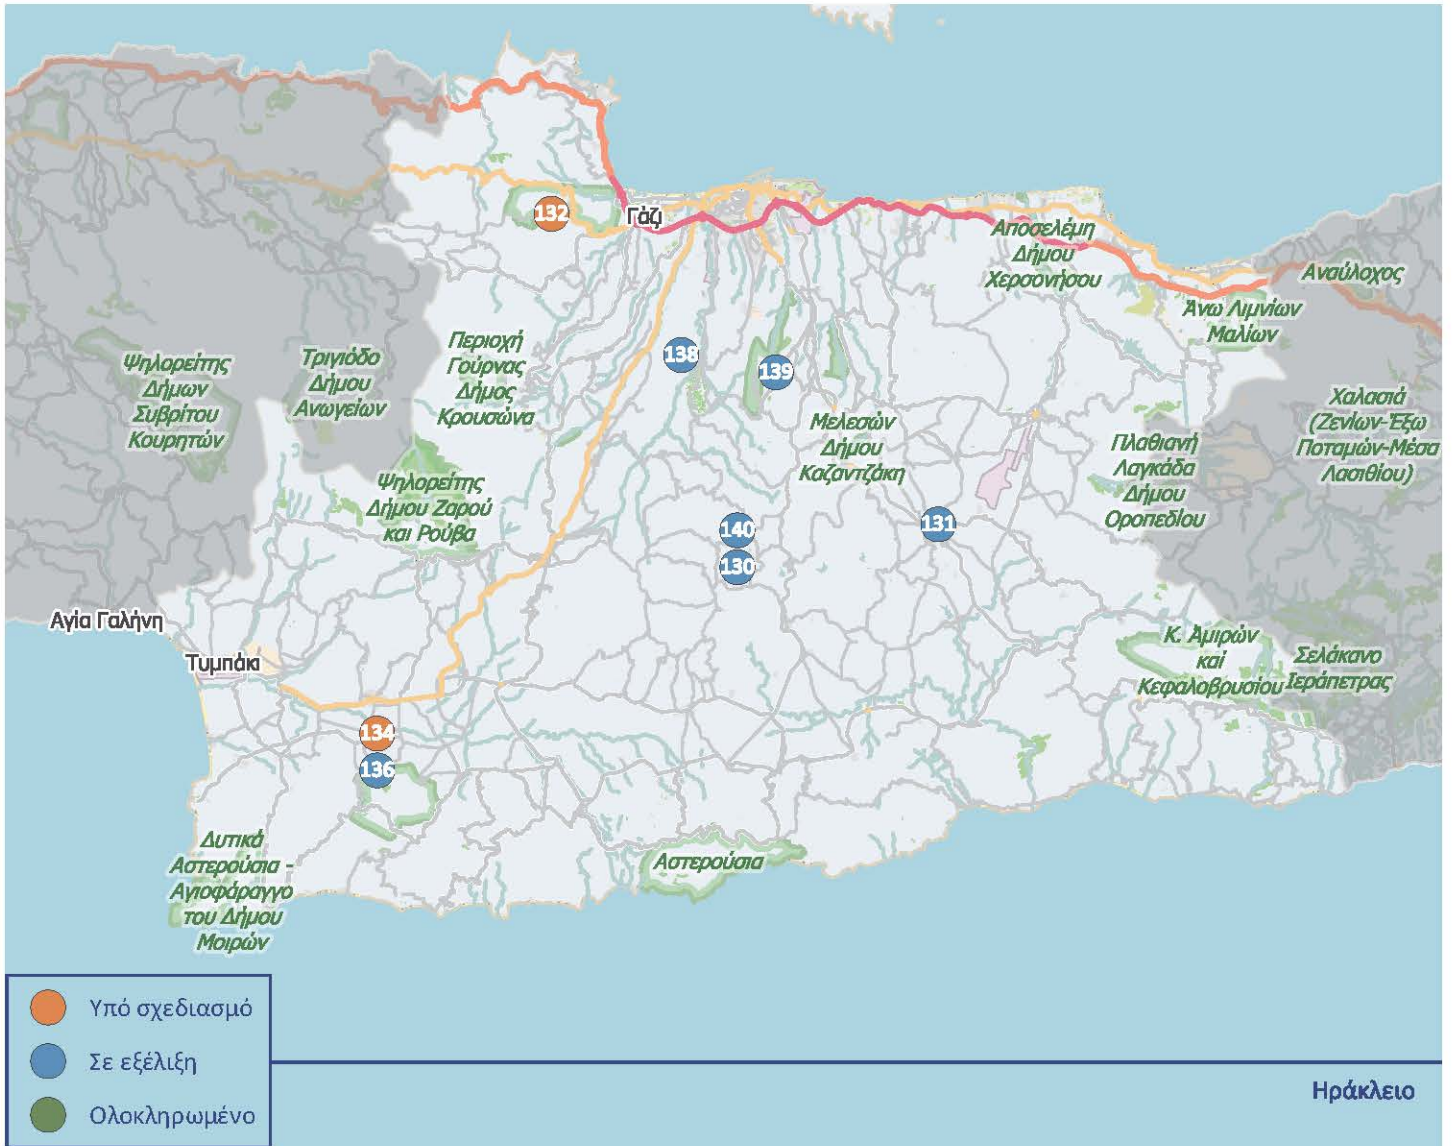 132
Γάζι
Αποσελέμη
Δήμου
Χερσονήσου
Αναύλοχος
Άνω Λιμνίων
Μαλίων
Ψηλορείτης
Δήμων
Συβρίτου
Κουρητών
Τριγιόδο
Δήμου
Ανωγείων
Περιοχή
Γούρνας
Δήμος
Κρουσώνα
138
139
Χαλασιά
(Ζενίων-Έξω
Ποταμών-Μέσα
Λασιθίου)
Μελεσών
Δήμου
Καζαντζάκη
Πλαθιανή
Λαγκάδα
Δήμου
Οροπεδίου
Ψηλορείτης
Δήμου Ζαρού
και Ρούβα
140
131
130
Αγία Γαλήνη
Τυμπάκι
Κ. Άμιρών
καί
Κεφαλοβρυσίου
Σελάκανο
Ιεράπετρας
134
136
Δυτικά
Αστερούσια -
Αγιοφάραγγο
του Δήμου
Μοιρών
Αστερούσια
Υπό σχεδιασμό
Σε εξέλιξη
Ολοκληρωμένο
Ηράκλειο